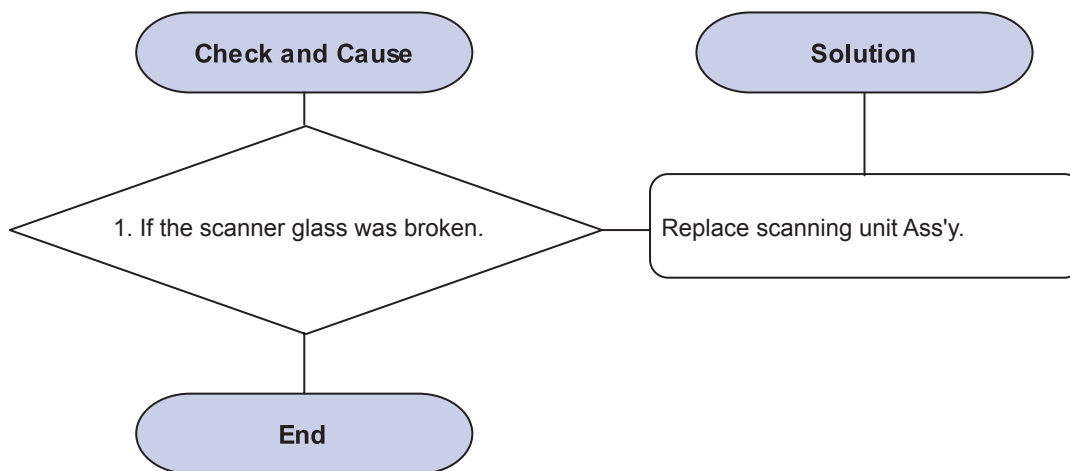 Check and Cause
Solution
1. If the scanner glass was broken.
Replace scanning unit Ass'y.
End